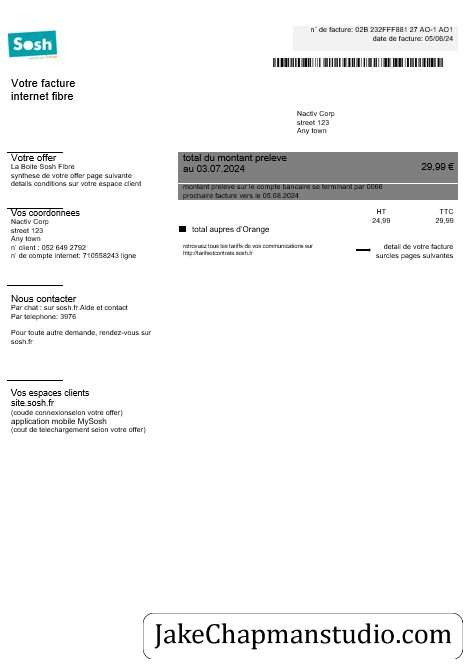 Sosh
n° de facture: 02B 232FFF881 27 AO-1 AO1
date de facture: 05/06/24
Votre facture
internet fibre
Nactiv Corp
street 123
Any town
Votre offer
La Boite Sosh Fibre
synthese de votre offer page suivante
details conditions sur votre espace client
total du montant preleve
au 03.07.2024
29,99 €
montant preleve sur le compte bancaire se terminant par 0066
prochaine facture vers le 05.08.2024
Vos coordonnees
Nactiv Corp
street 123
Any town
n° client : 052 649 2792
n° de compte internet: 710558243 ligne
HT
TTC
24,99
29,99
total aupres d'Orange
retrouvez tous les tariffs de vos communications sur
http://tarifsetcontrats.sosh.fr
detail de votre facture
surcles pages suivantes
Nous contacter
Par chat : sur sosh.fr Aide et contact
Par telephone: 3976
Pour toute autre demande, rendez-vous sur
sosh.fr
Vos espaces clients
site.sosh.fr
(coude connexionselon votre offer)
application mobile MySosh
(cout de telechargement selon votre offer)
JakeChapmanstudio.com